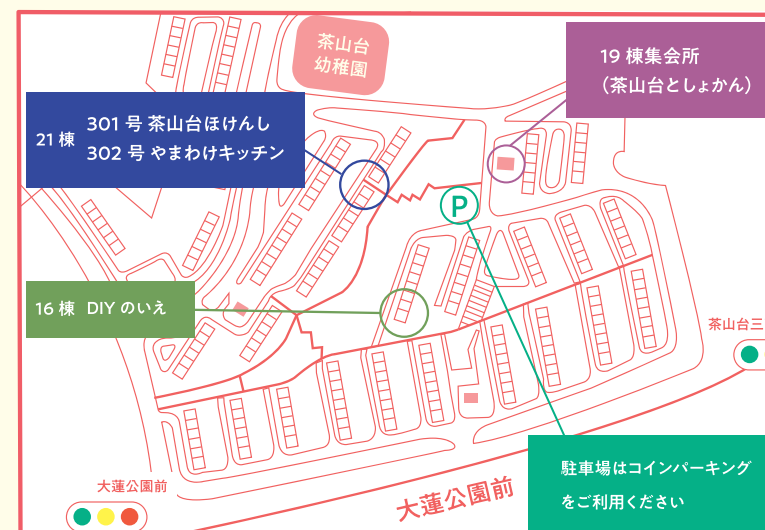 茶山台
幼稚園
19 棟集会所
（茶山台としょかん）
21 棟
301 号 茶山台ほけんし
302 号 やまわけキッチン
P
16 棟 DIY のいえ
茶山台三
駐車場はコインパーキング
をご利用ください
大蓮公園前
大蓮公園前